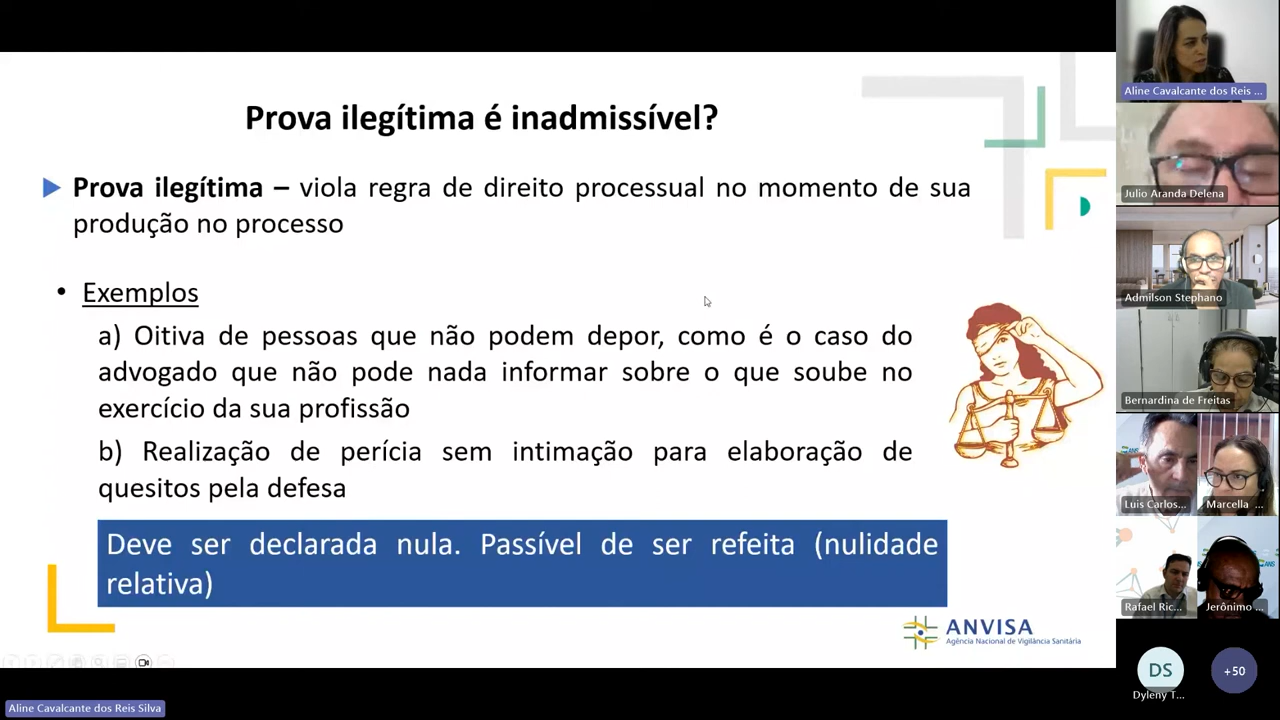 Prova ilegítima é inadmissível?
Prova ilegítima – viola regra de direito processual no momento de sua
produção no processo
• Exemplos
a) Oitiva de pessoas que não podem depor, como é o caso do
advogado que não pode nada informar sobre o que soube no
exercício da sua profissão
b) Realização de perícia sem intimação para elaboração de
quesitos pela defesa
Deve ser declarada nula. Passível de ser refeita (nulidade
relativa)
ANVISA
Agência Nacional de Vigilância Sanitária
Aline Cavalcante dos Reis Silva
Aline Cavalcante dos Reis ...
Julio Aranda Delena
Admilson Stephano
Bernardina de Freitas
Luis Carlos...
Marcella ...
Rafael Ric...
Jerônimo ...
ANS
DS
Dyleny T...
+50